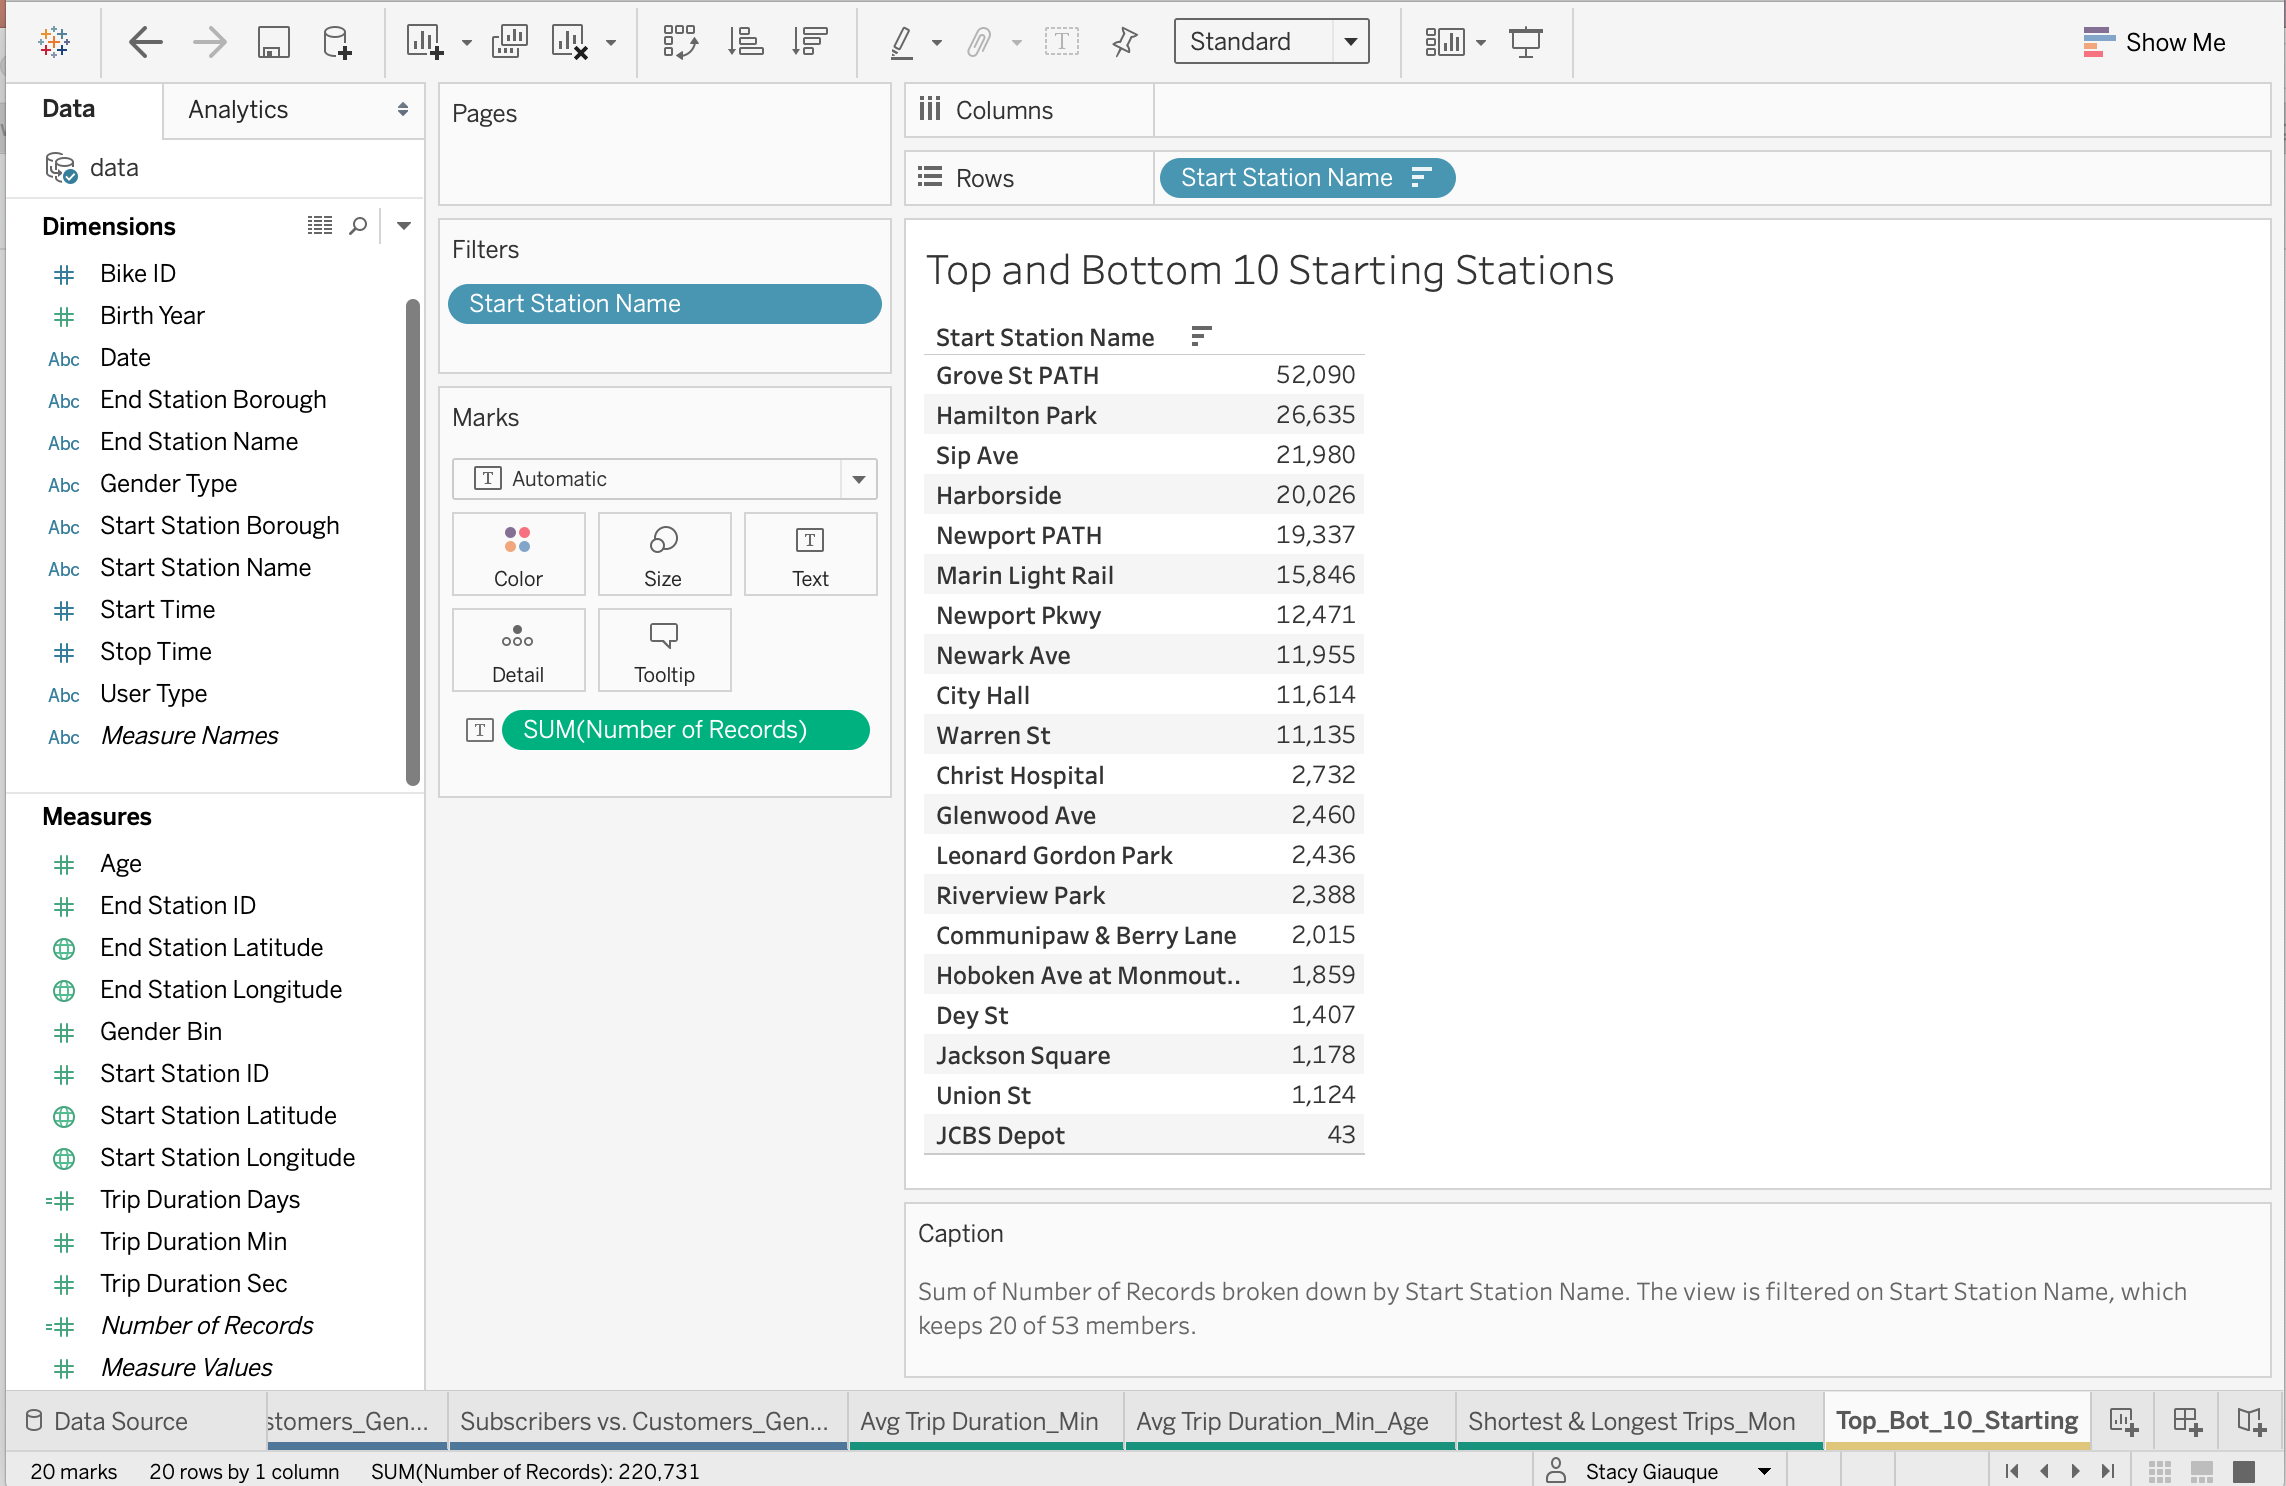 Standard
Show Me
Data
Analytics
data
Dimensions
Bike ID
Birth Year
Abc Date
Abc End Station Borough
Abc End Station Name
Abc Gender Type
Abc Start Station Borough
Abc Start Station Name
Start Time
Stop Time
Abc User Type
Abc Measure Names
Measures
Age
End Station ID
End Station Latitude
End Station Longitude
Gender Bin
Start Station ID
Start Station Latitude
Start Station Longitude
Trip Duration Days
Trip Duration Min
Trip Duration Sec
Number of Records
Measure Values
Pages
Filters
Start Station Name
Marks
T Automatic
Color
Size
T
Text
Detail
Tooltip
T SUM(Number of Records)
Columns
Rows
Start Station Name
Top and Bottom 10 Starting Stations
Start Station Name
Grove St PATH 52,090
Hamilton Park 26,635
Sip Ave 21,980
Harborside 20,026
Newport PATH 19,337
Marin Light Rail 15,846
Newport Pkwy 12,471
Newark Ave 11,955
City Hall 11,614
Warren St 11,135
Christ Hospital 2,732
Glenwood Ave 2,460
Leonard Gordon Park 2,436
Riverview Park 2,388
Communipaw & Berry Lane 2,015
Hoboken Ave at Monmout.. 1,859
Dey St 1,407
Jackson Square 1,178
Union St 1,124
JCBS Depot 43
Caption
Sum of Number of Records broken down by Start Station Name. The view is filtered on Start Station Name, which
keeps 20 of 53 members.
Data Source
stomers_Gen...
Subscribers vs. Customers_Gen...
Avg Trip Duration_Min
Avg Trip Duration_Min_Age
Shortest & Longest Trips_Mon
Top_Bot_10_Starting
20 marks
20 rows by 1 column
SUM(Number of Records): 220,731
Stacy Giauque